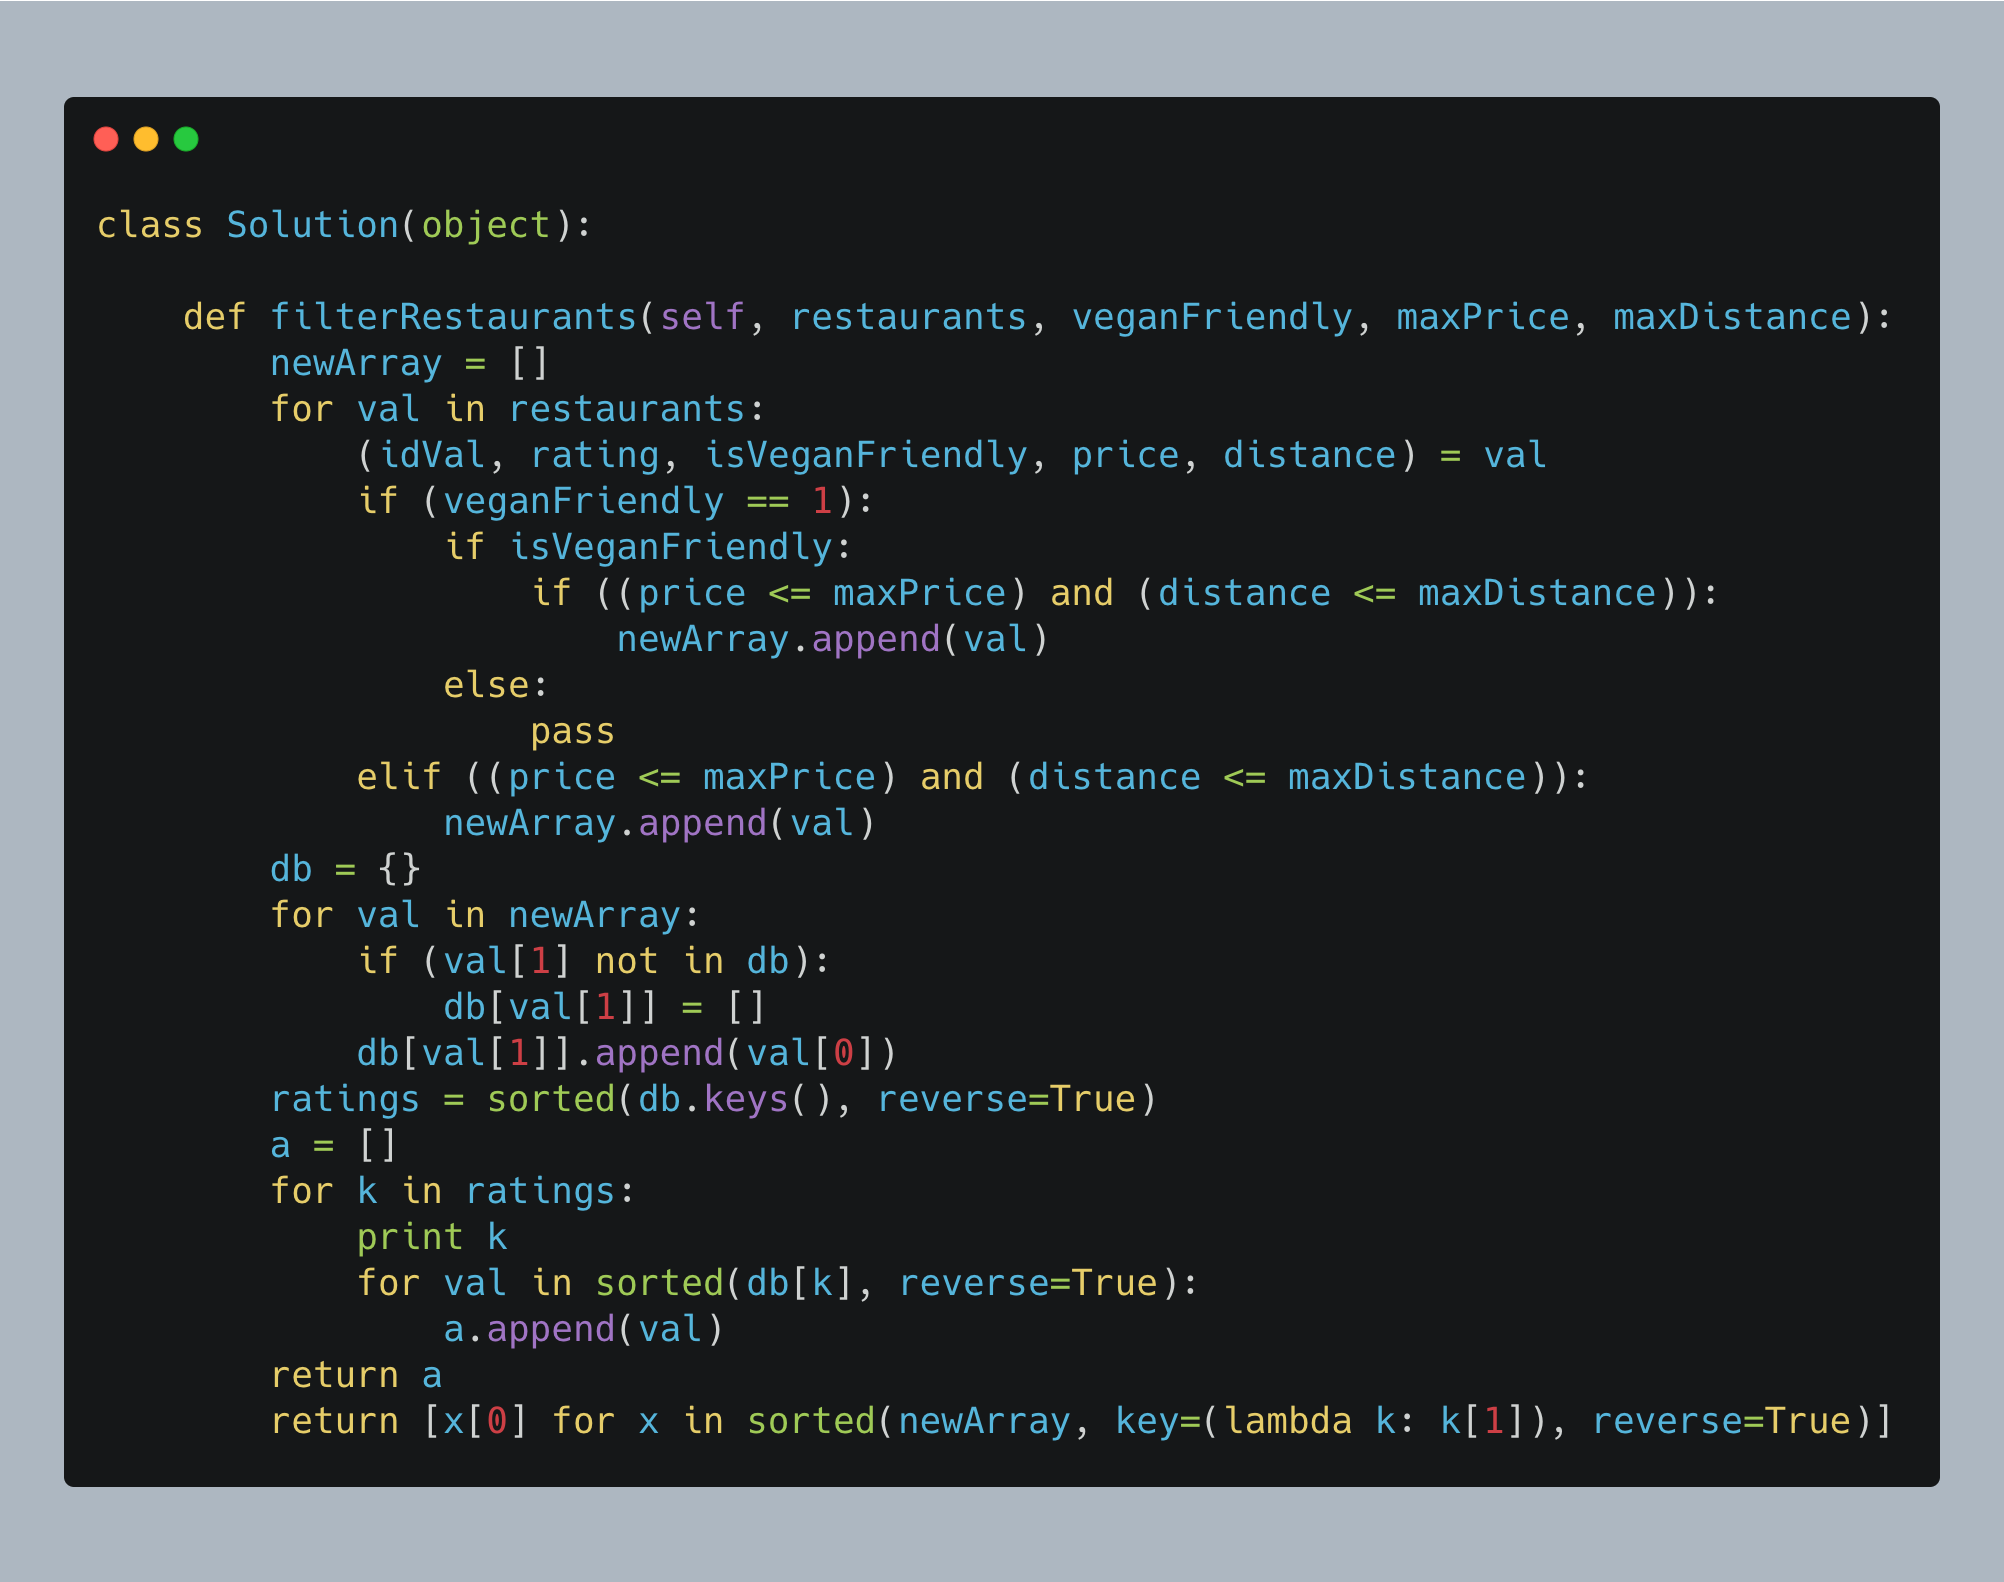 class Solution(object):

    def filterRestaurants(self, restaurants, veganFriendly, maxPrice, maxDistance):
        newArray = []
        for val in restaurants:
            (idVal, rating, isVeganFriendly, price, distance) = val
            if (veganFriendly == 1):
                if isVeganFriendly:
                    if ((price <= maxPrice) and (distance <= maxDistance)):
                        newArray.append(val)
                else:
                    pass
            elif ((price <= maxPrice) and (distance <= maxDistance)):
                newArray.append(val)
        db = {}
        for val in newArray:
            if (val[1] not in db):
                db[val[1]] = []
            db[val[1]].append(val[0])
        ratings = sorted(db.keys(), reverse=True)
        a = []
        for k in ratings:
            print k
            for val in sorted(db[k], reverse=True):
                a.append(val)
        return a
        return [x[0] for x in sorted(newArray, key=(lambda k: k[1]), reverse=True)]